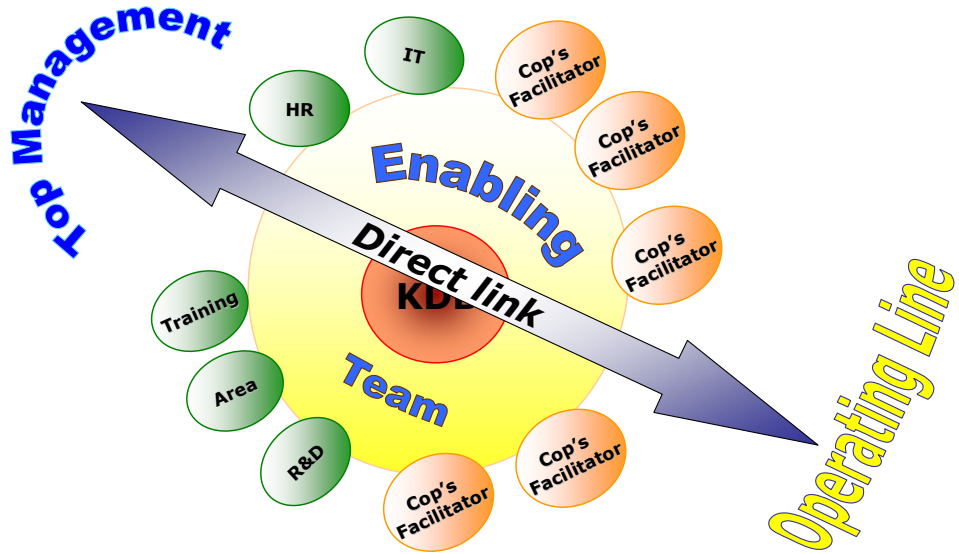 Top Management
IT
HR
Cop's
Facilitator
Cop's
Facilitator
Enabling
Cop's
Facilitator
Direct link
Training
Team
Area
R&D
Cop's
Facilitator
Cop's
Facilitator
Operating Line